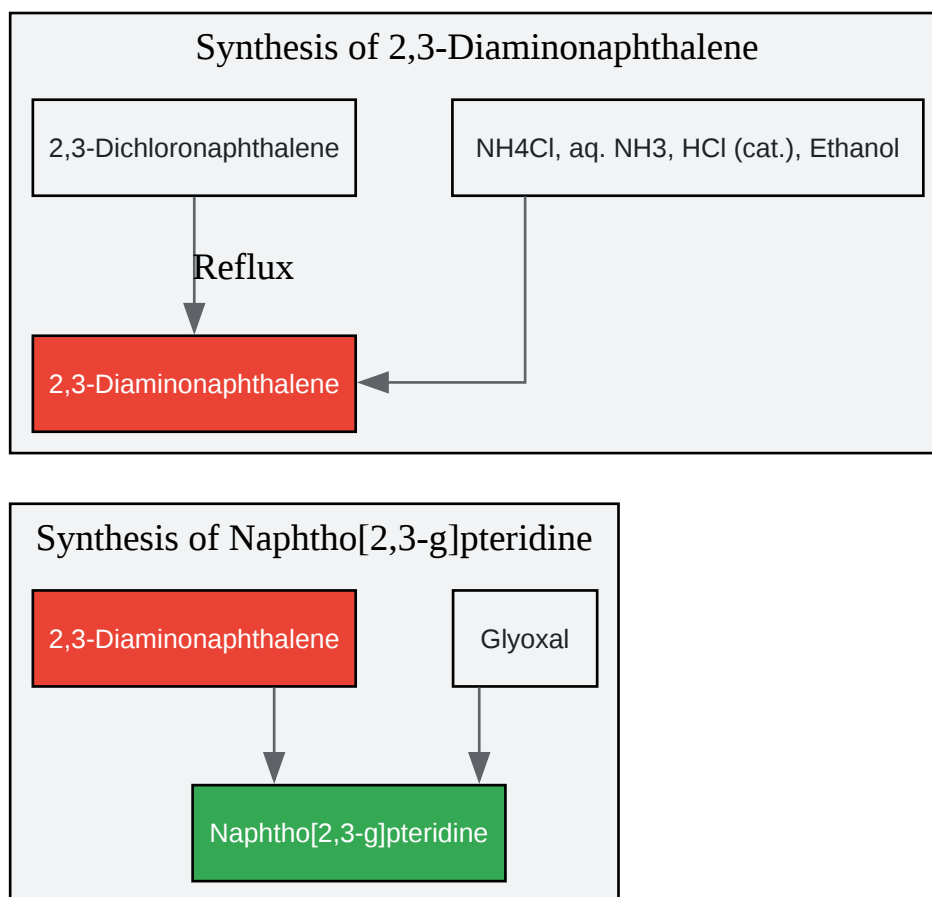 Synthesis of 2,3-Diaminonaphthalene
2,3-Dichloronaphthalene
NH4Cl, aq. NH3, HCl (cat.), Ethanol
Reflux
2,3-Diaminonaphthalene
Synthesis of Naphtho[2,3-g]pteridine
2,3-Diaminonaphthalene
Glyoxal
Naphtho[2,3-g]pteridine